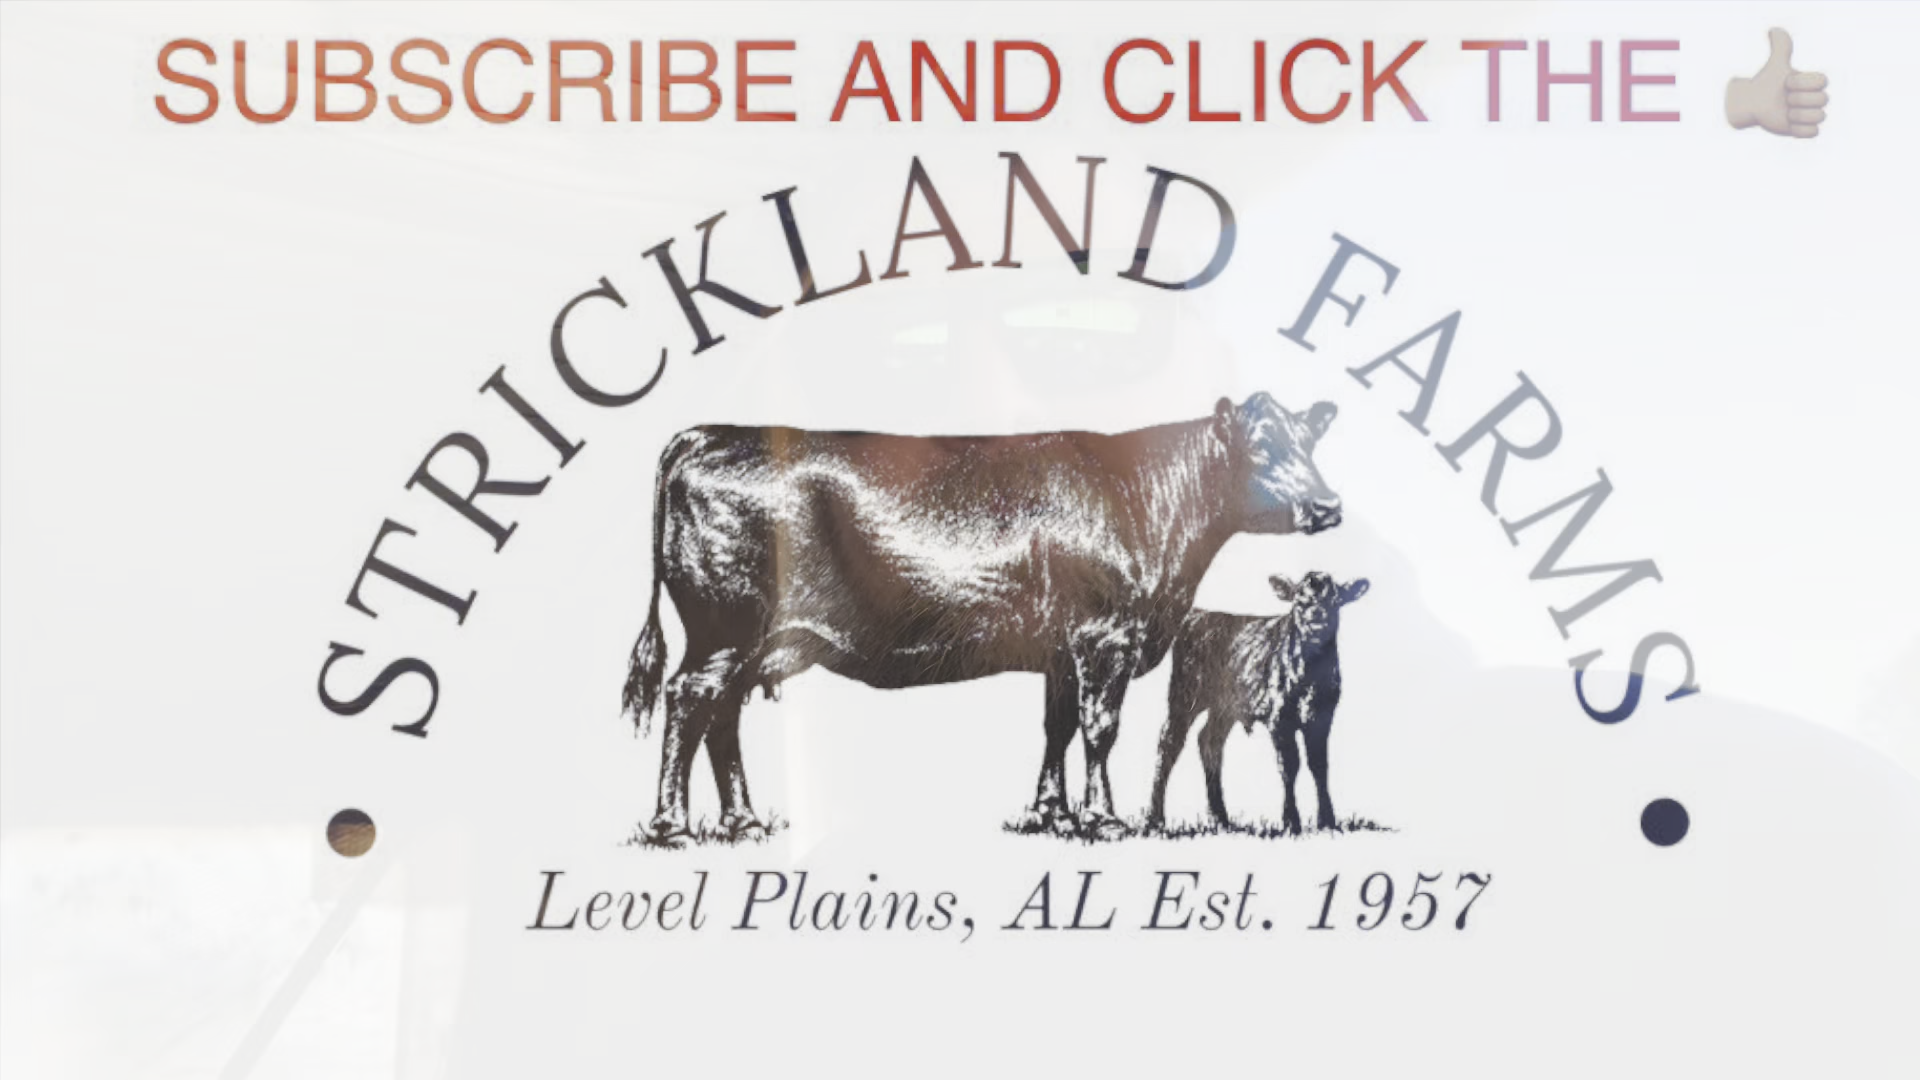 SUBSCRIBE AND CLICK THE 👍
STRICKLAND FARMS
Level Plains, AL Est. 1957